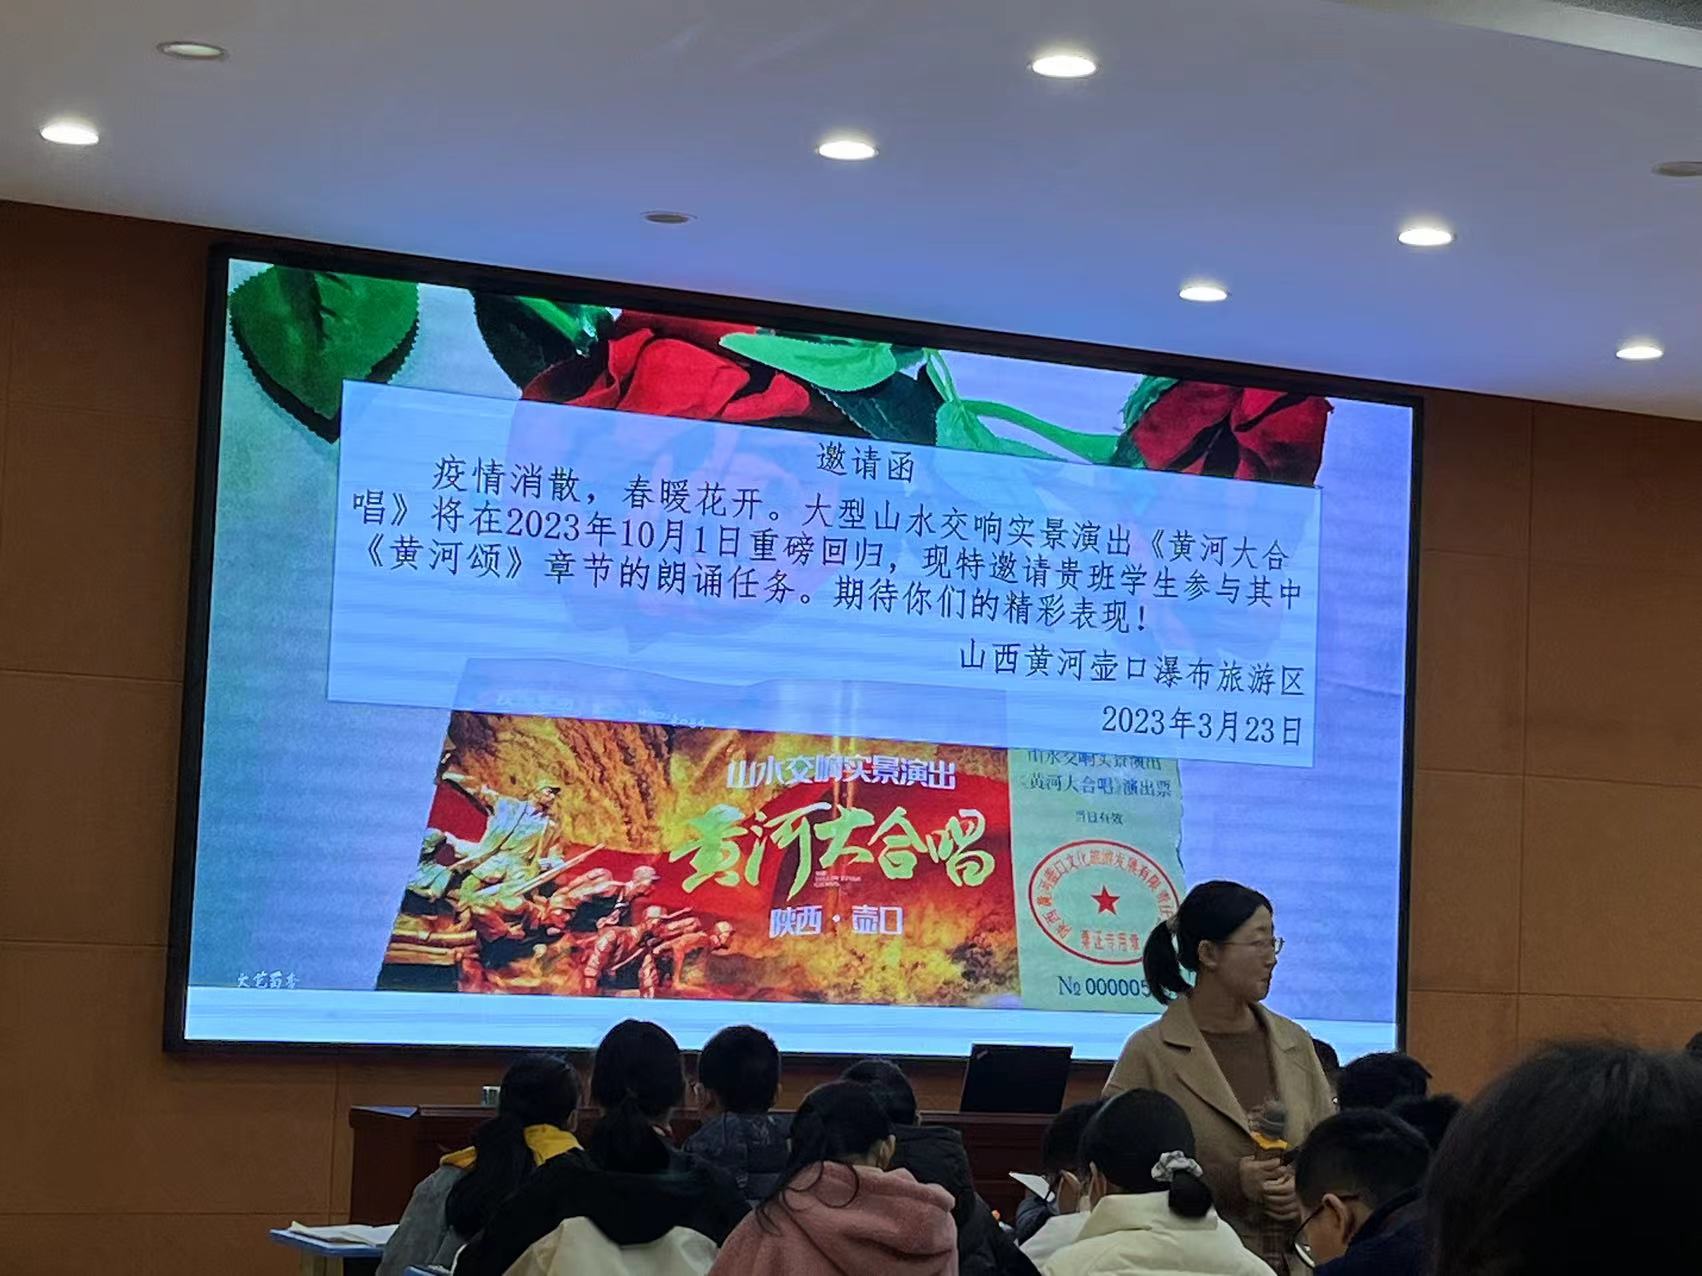 邀请函
疫情消散，春暖花开。大型山水交响实景演出《黄河大合
唱》将在2023年10月1日重磅回归，现特邀请贵班学生参与其中
《黄河颂》章节的朗诵任务。期待你们的精彩表现！
山西黄河壶口瀑布旅游区
2023年3月23日
山水交响实景演出
黄河大合唱
陕西·壶口
山水交响实景演出
《黄河大合唱》演出票
当日有效
票证专用章
№ 000005